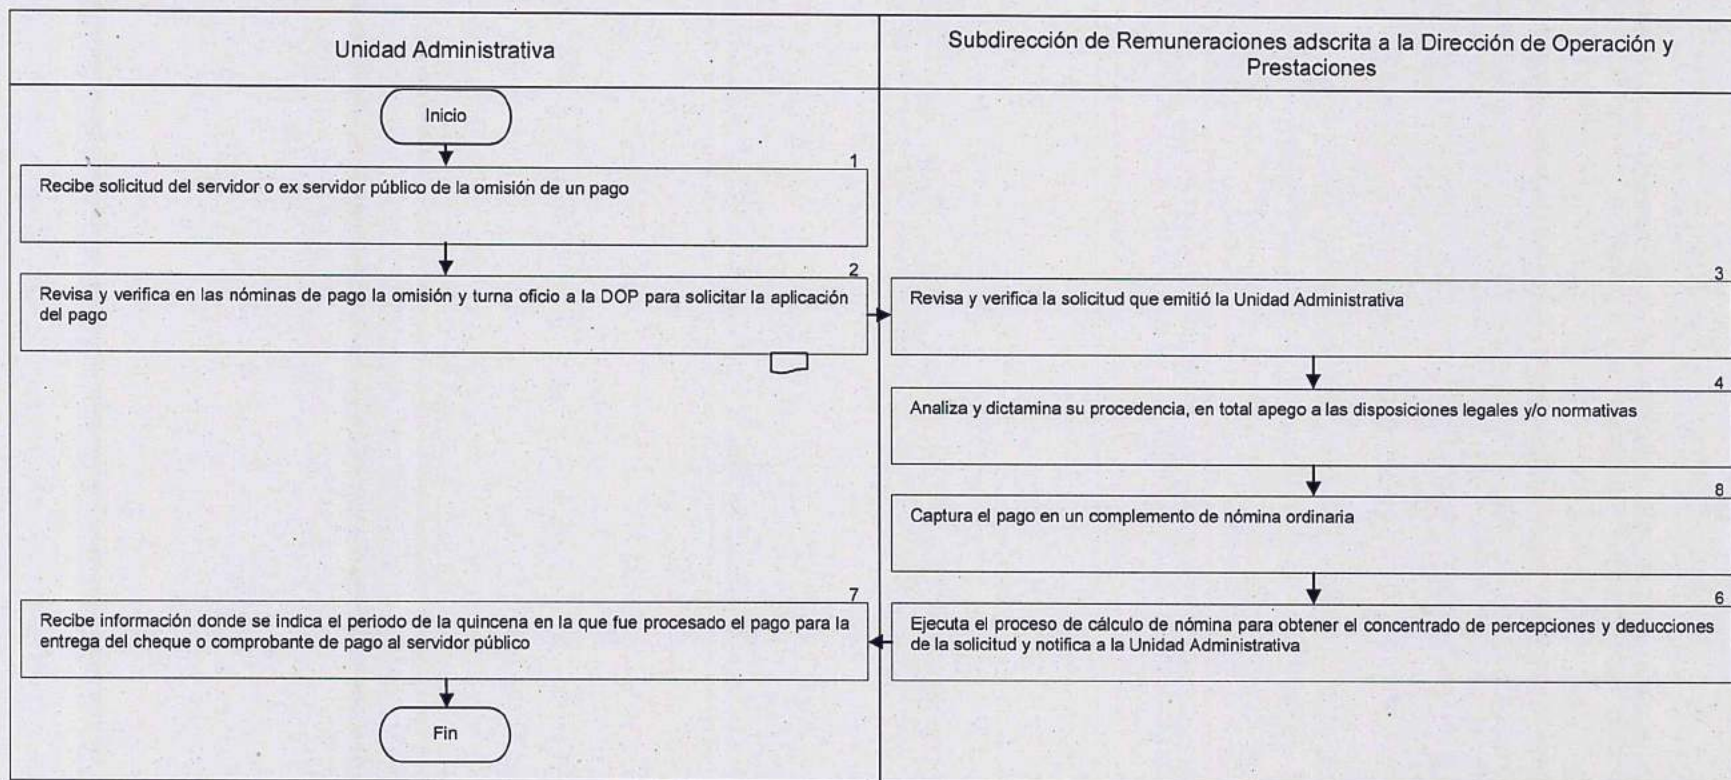 Unidad Administrativa
Subdirección de Remuneraciones adscrita a la Dirección de Operación y
Prestaciones
Inicio
1
Recibe solicitud del servidor o ex servidor público de la omisión de un pago
2
Revisa y verifica en las nóminas de pago la omisión y turna oficio a la DOP para solicitar la aplicación
del pago
3
Revisa y verifica la solicitud que emitió la Unidad Administrativa
4
Analiza y dictamina su procedencia, en total apego a las disposiciones legales y/o normativas
8
Captura el pago en un complemento de nómina ordinaria
6
Ejecuta el proceso de cálculo de nómina para obtener el concentrado de percepciones y deducciones
de la solicitud y notifica a la Unidad Administrativa
7
Recibe información donde se indica el periodo de la quincena en la que fue procesado el pago para la
entrega del cheque o comprobante de pago al servidor público
Fin